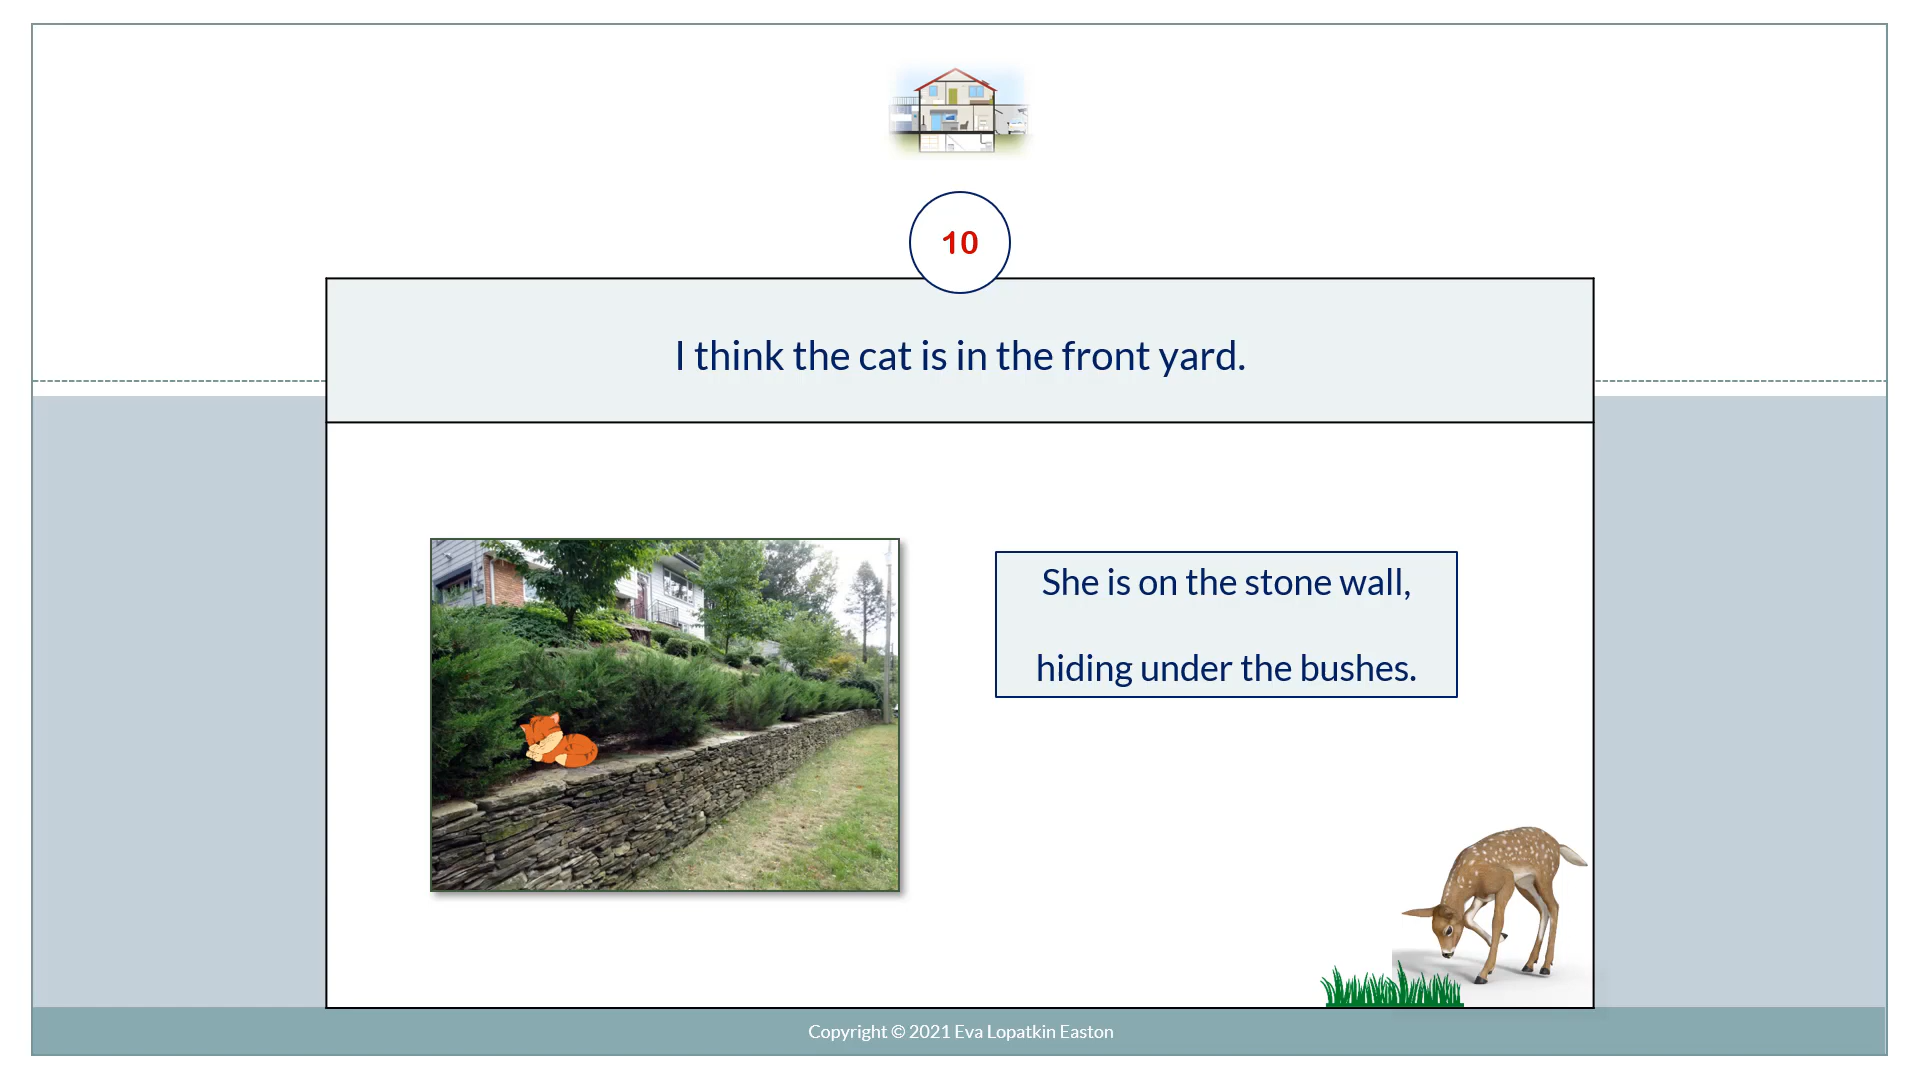 10
I think the cat is in the front yard.
She is on the stone wall,
hiding under the bushes.
Copyright © 2021 Eva Lopatkin Easton